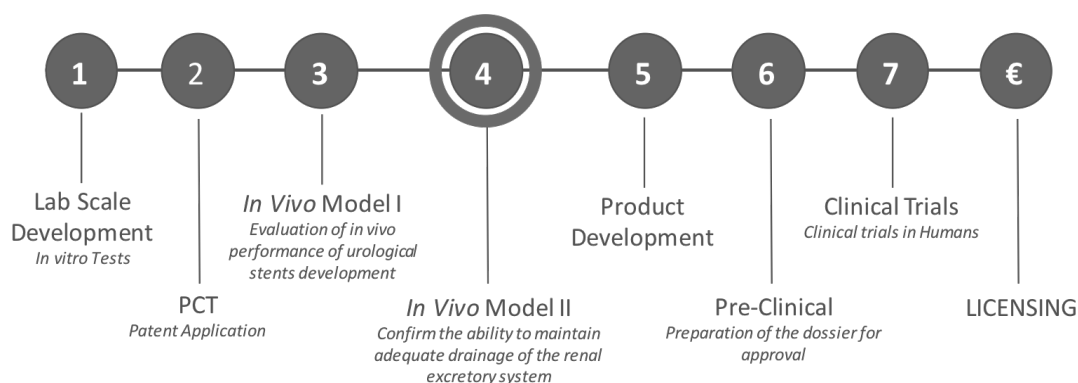 1
2
3
4
5
6
7
€
Lab Scale
Development
In vitro Tests
PCT
Patent Application
In Vivo Model I
Evaluation of in vivo
performance of urological
stents development
In Vivo Model II
Confirm the ability to maintain
adequate drainage of the renal
excretory system
Product
Development
Pre-Clinical
Preparation of the dossier for
approval
Clinical Trials
Clinical trials in Humans
LICENSING